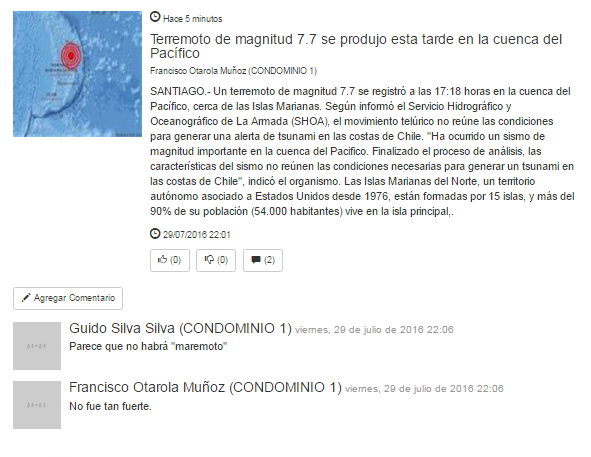 Hace 5 minutos
Terremoto de magnitud 7.7 se produjo esta tarde en la cuenca del
Pacífico
Francisco Otarola Muñoz (CONDOMINIO 1)
SANTIAGO.- Un terremoto de magnitud 7.7 se registró a las 17:18 horas en la cuenca del
Pacífico, cerca de las Islas Marianas. Según informó el Servicio Hidrográfico y
Oceanográfico de La Armada (SHOA), el movimiento telúrico no reúne las condiciones
para generar una alerta de tsunami en las costas de Chile. "Ha ocurrido un sismo de
magnitud importante en la cuenca del Pacifico. Finalizado el proceso de análisis, las
características del sismo no reúnen las condiciones necesarias para generar un tsunami en
las costas de Chile", indicó el organismo. Las Islas Marianas del Norte, un territorio
autónomo asociado a Estados Unidos desde 1976, están formadas por 15 islas, y más del
90% de su población (54.000 habitantes) vive en la isla principal,.
29/07/2016 22:01
(0) (0) (2)
Agregar Comentario
Guido Silva Silva (CONDOMINIO 1) viernes, 29 de julio de 2016 22:06
Parece que no habrá "maremoto"
64×64
Francisco Otarola Muñoz (CONDOMINIO 1) viernes, 29 de julio de 2016 22:06
No fue tan fuerte.
64×64